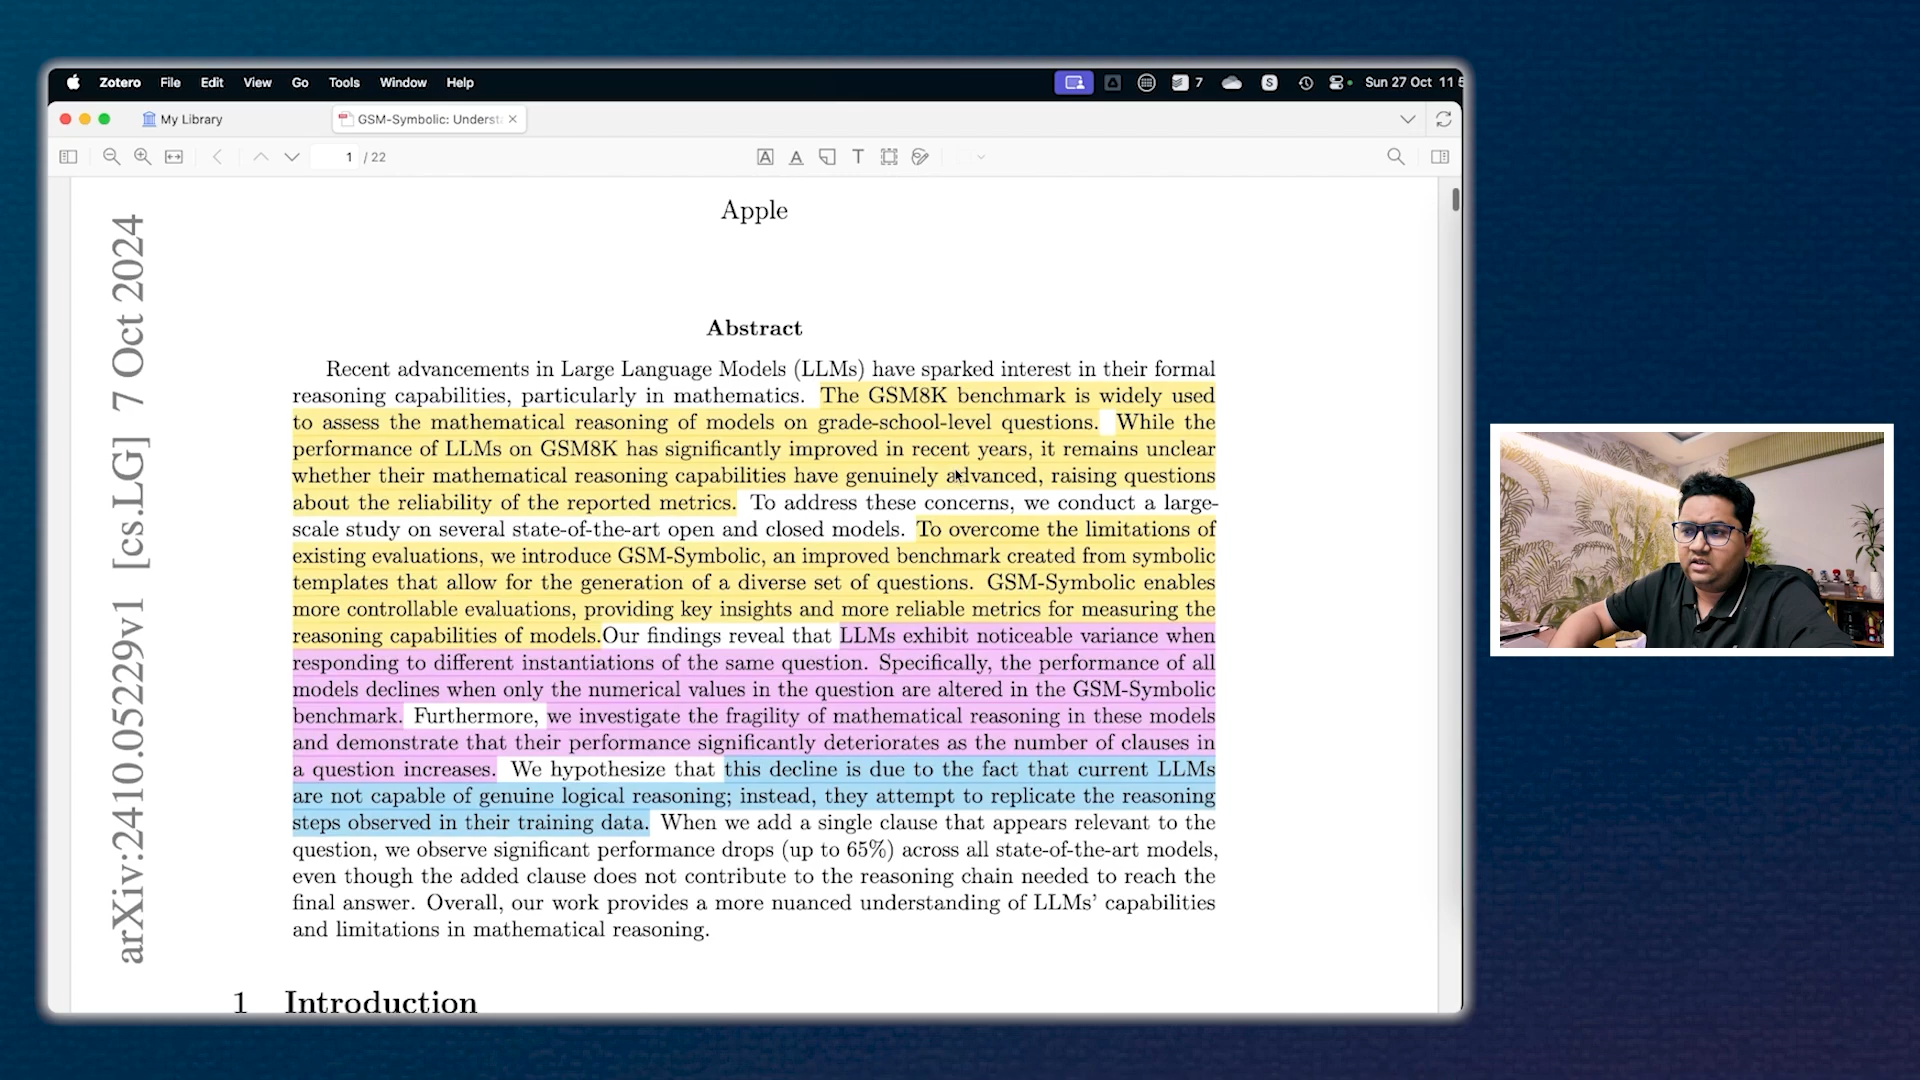 Zotero File Edit View Go Tools Window Help 7 S Sun 27 Oct 11
My Library GSM-Symbolic: Underst
1 / 22
Apple
arXiv:2410.05229v1 [cs.LG] 7 Oct 2024
Abstract
Recent advancements in Large Language Models (LLMs) have sparked interest in their formal
reasoning capabilities, particularly in mathematics. The GSM8K benchmark is widely used
to assess the mathematical reasoning of models on grade-school-level questions. While the
performance of LLMs on GSM8K has significantly improved in recent years, it remains unclear
whether their mathematical reasoning capabilities have genuinely advanced, raising questions
about the reliability of the reported metrics. To address these concerns, we conduct a large-
scale study on several state-of-the-art open and closed models. To overcome the limitations of
existing evaluations, we introduce GSM-Symbolic, an improved benchmark created from symbolic
templates that allow for the generation of a diverse set of questions. GSM-Symbolic enables
more controllable evaluations, providing key insights and more reliable metrics for measuring the
reasoning capabilities of models.Our findings reveal that LLMs exhibit noticeable variance when
responding to different instantiations of the same question. Specifically, the performance of all
models declines when only the numerical values in the question are altered in the GSM-Symbolic
benchmark. Furthermore, we investigate the fragility of mathematical reasoning in these models
and demonstrate that their performance significantly deteriorates as the number of clauses in
a question increases. We hypothesize that this decline is due to the fact that current LLMs
are not capable of genuine logical reasoning; instead, they attempt to replicate the reasoning
steps observed in their training data. When we add a single clause that appears relevant to the
question, we observe significant performance drops (up to 65%) across all state-of-the-art models,
even though the added clause does not contribute to the reasoning chain needed to reach the
final answer. Overall, our work provides a more nuanced understanding of LLMs' capabilities
and limitations in mathematical reasoning.
1 Introduction